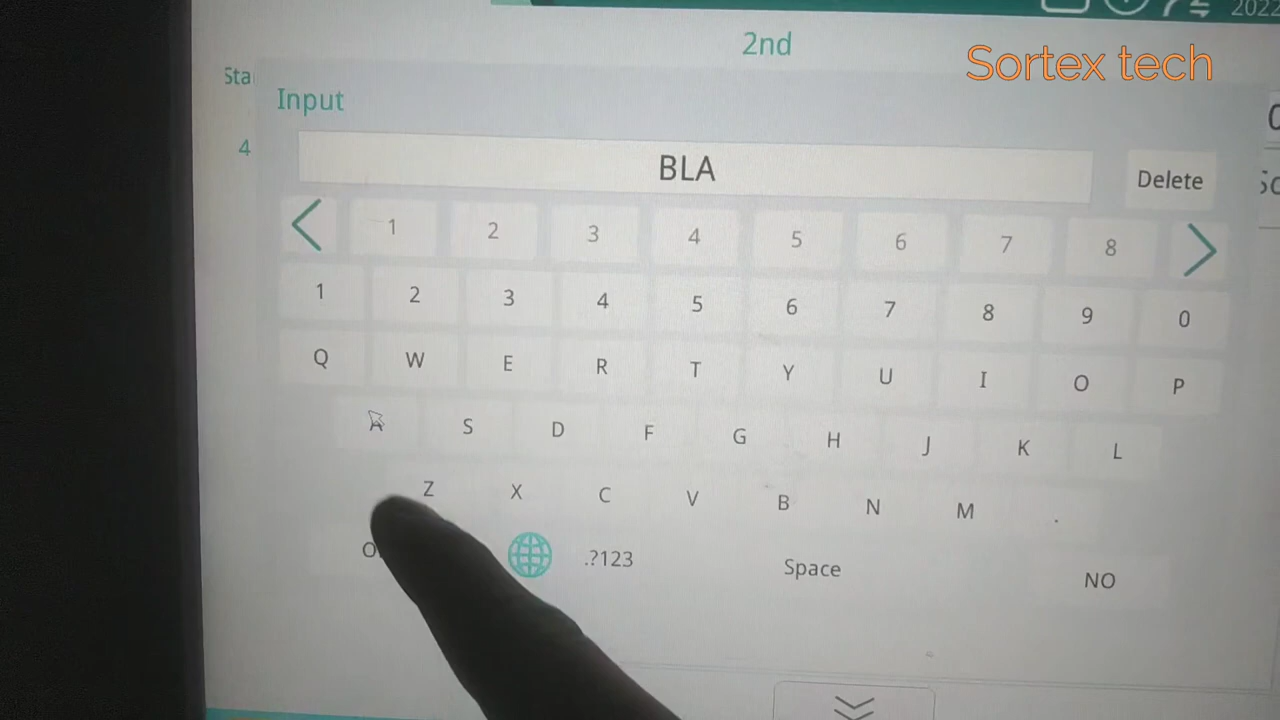 2022
2nd
Sortex tech
Sta
Input
4
BLA
Delete
1 2 3 4 5 6 7 8
1 2 3 4 5 6 7 8 9 0
Q W E R T Y U I O P
A S D F G H J K L
Z X C V B N M .
.?123 Space NO